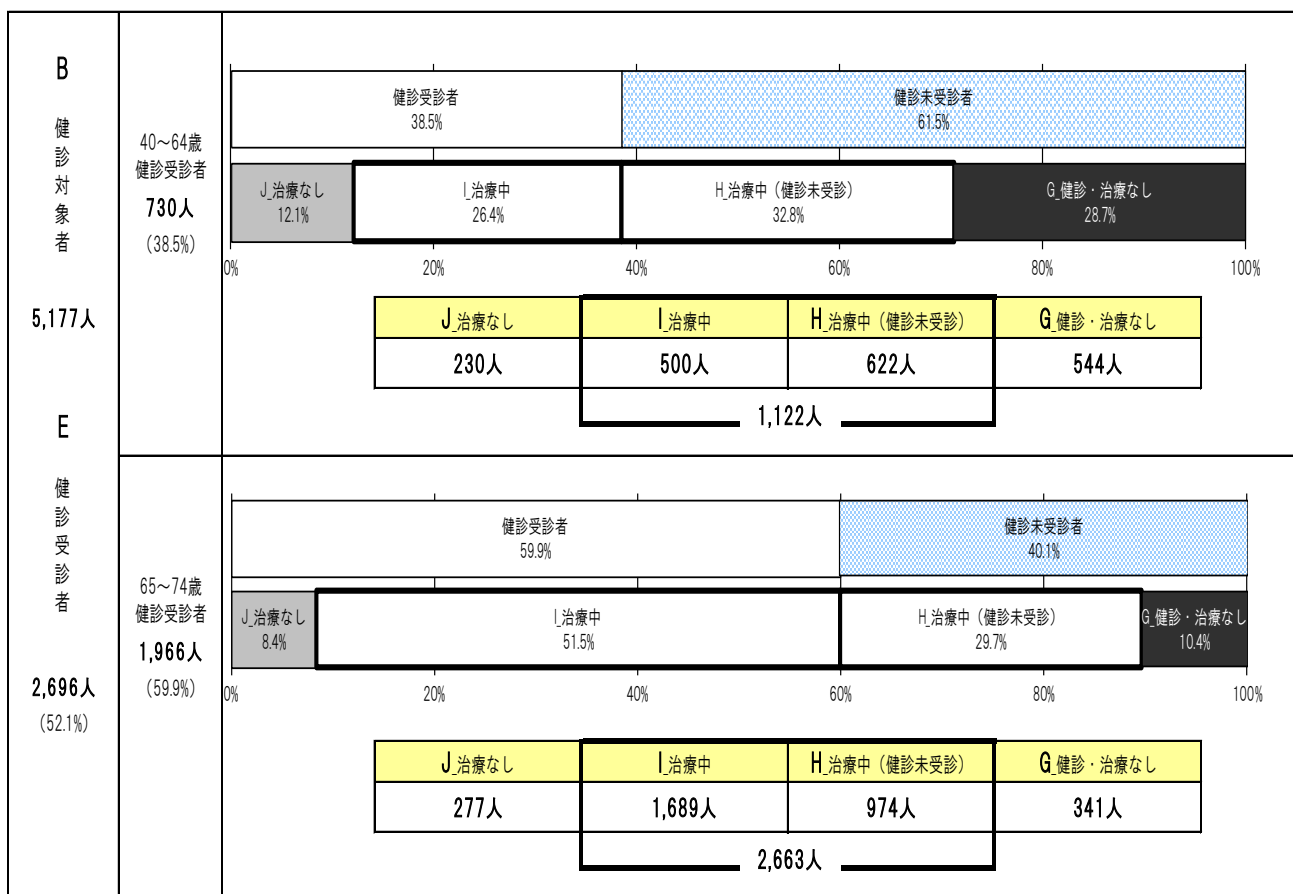 B
健診対象者
5,177人
E
健診受診者
2,696人
(52.1%)
40~64歳
健診受診者
730人
(38.5%)
健診受診者
38.5%
健診未受診者
61.5%
J_治療なし
12.1%
I_治療中
26.4%
H_治療中(健診未受診)
32.8%
G_健診・治療なし
28.7%
0% 20% 40% 60% 80% 100%
J_治療なし I_治療中 H_治療中(健診未受診) G_健診・治療なし
230人 500人 622人 544人
1,122人
65~74歳
健診受診者
1,966人
(59.9%)
健診受診者
59.9%
健診未受診者
40.1%
J_治療なし
8.4%
I_治療中
51.5%
H_治療中(健診未受診)
29.7%
G_健診・治療なし
10.4%
0% 20% 40% 60% 80% 100%
J_治療なし I_治療中 H_治療中(健診未受診) G_健診・治療なし
277人 1,689人 974人 341人
2,663人